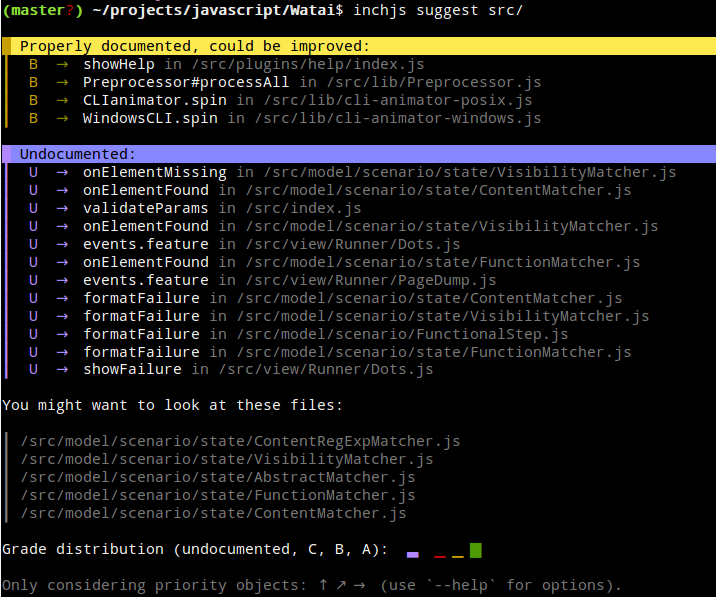 (master?) ~/projects/javascript/Watai$ inchjs suggest src/
Properly documented, could be improved:
B → showHelp in /src/plugins/help/index.js
B → Preprocessor#processAll in /src/lib/Preprocessor.js
B → CLIanimator.spin in /src/lib/cli-animator-posix.js
B → WindowsCLI.spin in /src/lib/cli-animator-windows.js
Undocumented:
U → onElementMissing in /src/model/scenario/state/VisibilityMatcher.js
U → onElementFound in /src/model/scenario/state/ContentMatcher.js
U → validateParams in /src/index.js
U → onElementFound in /src/model/scenario/state/VisibilityMatcher.js
U → events.feature in /src/view/Runner/Dots.js
U → onElementFound in /src/model/scenario/state/FunctionMatcher.js
U → events.feature in /src/view/Runner/PageDump.js
U → formatFailure in /src/model/scenario/state/ContentMatcher.js
U → formatFailure in /src/model/scenario/state/VisibilityMatcher.js
U → formatFailure in /src/model/scenario/FunctionalStep.js
U → formatFailure in /src/model/scenario/state/FunctionMatcher.js
U → showFailure in /src/view/Runner/Dots.js
You might want to look at these files:
/src/model/scenario/state/ContentRegExpMatcher.js
/src/model/scenario/state/VisibilityMatcher.js
/src/model/scenario/state/AbstractMatcher.js
/src/model/scenario/state/FunctionMatcher.js
/src/model/scenario/state/ContentMatcher.js
Grade distribution (undocumented, C, B, A):
Only considering priority objects: ↑ ↗ → (use `--help` for options).